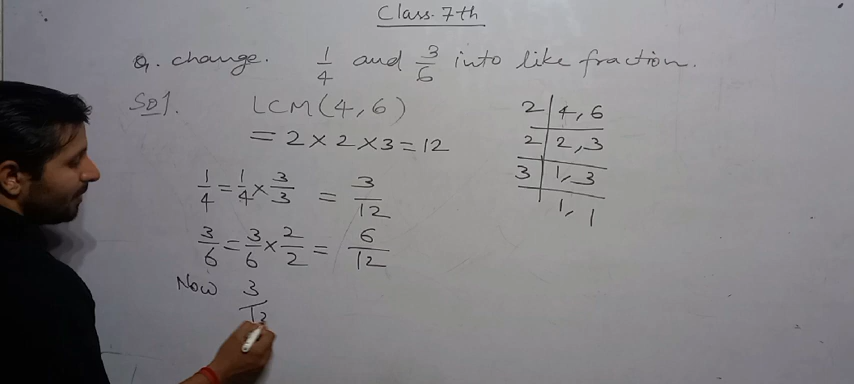 Class-7th
Q. change. 1/4 and 3/6 into like fraction.
Sol. LCM(4,6)
= 2×2×3=12
2|4,6
2|2,3
3|1,3
1,1
1/4=1/4×3/3 = 3/12
3/6=3/6×2/2= 6/12
Now 3/12